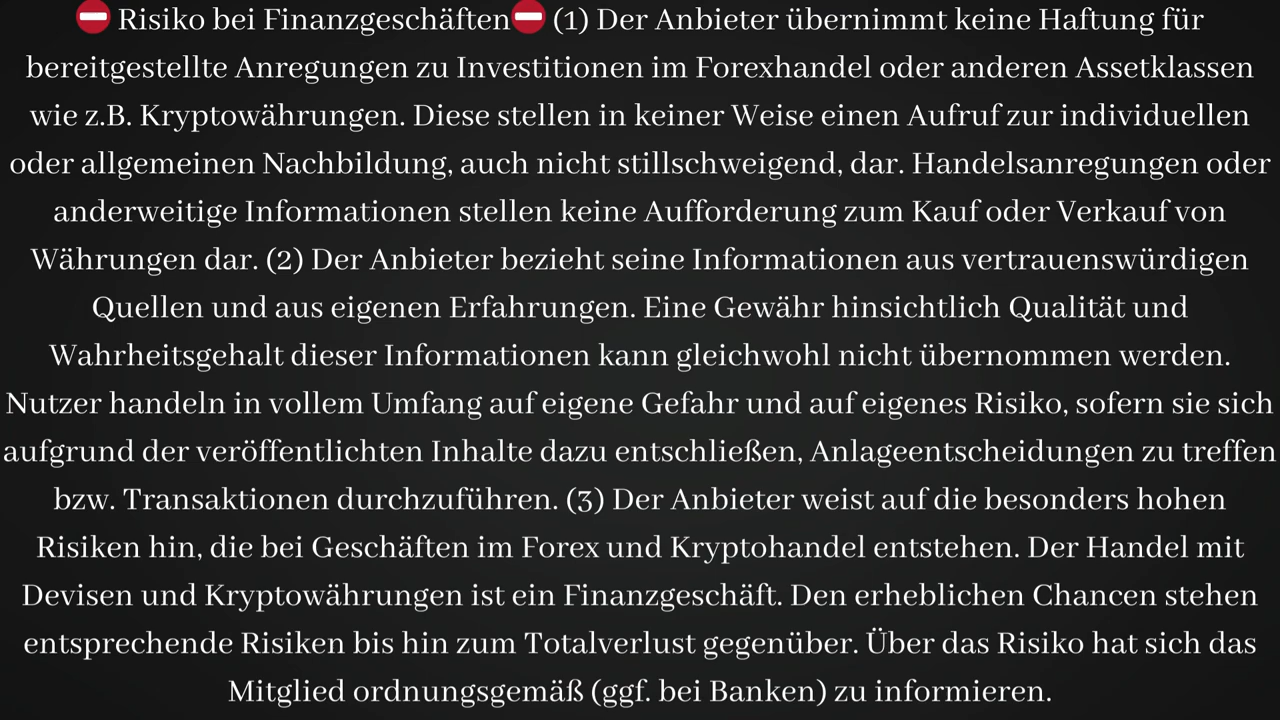 ⛔ Risiko bei Finanzgeschäften⛔ (1) Der Anbieter übernimmt keine Haftung für
bereitgestellte Anregungen zu Investitionen im Forexhandel oder anderen Assetklassen
wie z.B. Kryptowährungen. Diese stellen in keiner Weise einen Aufruf zur individuellen
oder allgemeinen Nachbildung, auch nicht stillschweigend, dar. Handelsanregungen oder
anderweitige Informationen stellen keine Aufforderung zum Kauf oder Verkauf von
Währungen dar. (2) Der Anbieter bezieht seine Informationen aus vertrauenswürdigen
Quellen und aus eigenen Erfahrungen. Eine Gewähr hinsichtlich Qualität und
Wahrheitsgehalt dieser Informationen kann gleichwohl nicht übernommen werden.
Nutzer handeln in vollem Umfang auf eigene Gefahr und auf eigenes Risiko, sofern sie sich
aufgrund der veröffentlichten Inhalte dazu entschließen, Anlageentscheidungen zu treffen
bzw. Transaktionen durchzuführen. (3) Der Anbieter weist auf die besonders hohen
Risiken hin, die bei Geschäften im Forex und Kryptohandel entstehen. Der Handel mit
Devisen und Kryptowährungen ist ein Finanzgeschäft. Den erheblichen Chancen stehen
entsprechende Risiken bis hin zum Totalverlust gegenüber. Über das Risiko hat sich das
Mitglied ordnungsgemäß (ggf. bei Banken) zu informieren.